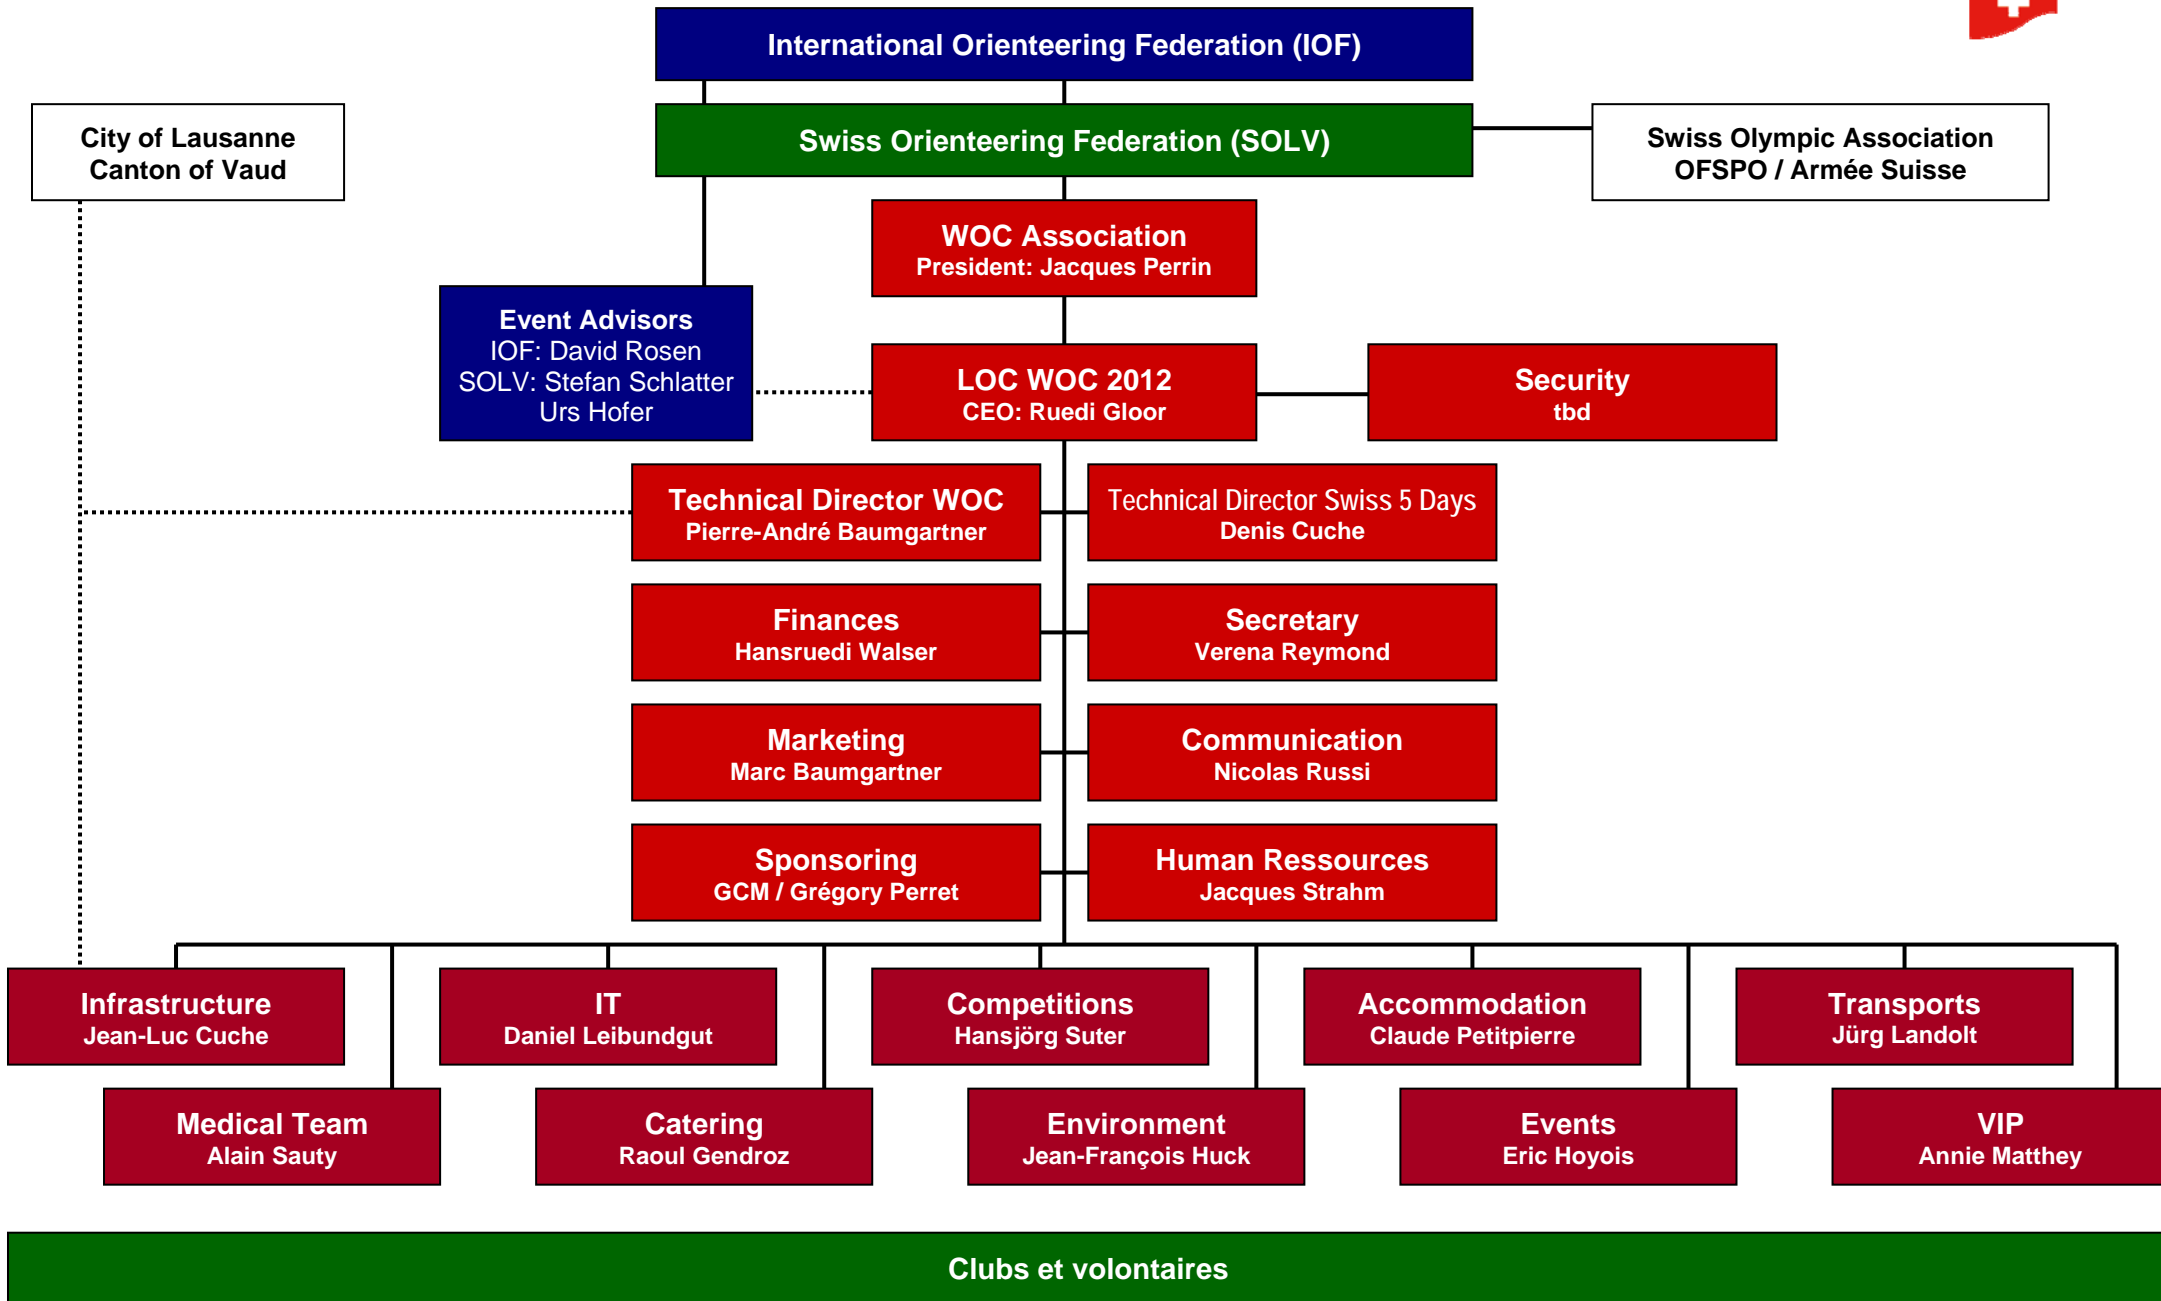 International Orienteering Federation (IOF)
City of Lausanne
Canton of Vaud
Swiss Orienteering Federation (SOLV)
Swiss Olympic Association
OFSPO / Armée Suisse
WOC Association
President: Jacques Perrin
Event Advisors
IOF: David Rosen
SOLV: Stefan Schlatter
Urs Hofer
LOC WOC 2012
CEO: Ruedi Gloor
Security
tbd
Technical Director WOC
Pierre-André Baumgartner
Technical Director Swiss 5 Days
Denis Cuche
Finances
Hansruedi Walser
Secretary
Verena Reymond
Marketing
Marc Baumgartner
Communication
Nicolas Russi
Sponsoring
GCM / Grégory Perret
Human Ressources
Jacques Strahm
Infrastructure
Jean-Luc Cuche
IT
Daniel Leibundgut
Competitions
Hansjörg Suter
Accommodation
Claude Petitpierre
Transports
Jürg Landolt
Medical Team
Alain Sauty
Catering
Raoul Gendroz
Environment
Jean-François Huck
Events
Eric Hoyois
VIP
Annie Matthey
Clubs et volontaires